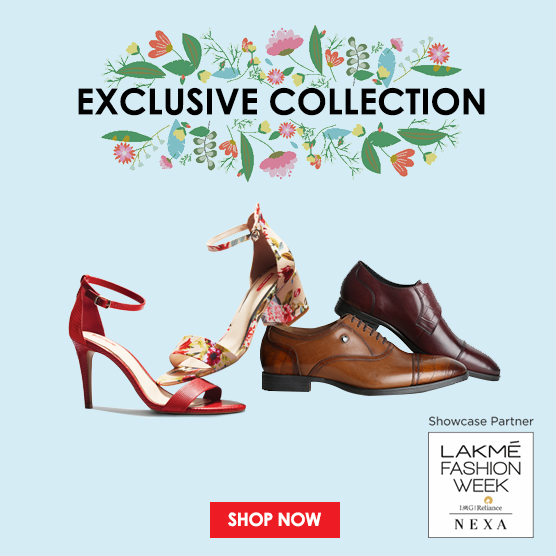 EXCLUSIVE COLLECTION
Showcase Partner
LAKMÉ
FASHION
WEEK
IMG | Reliance
NEXA
SHOP NOW